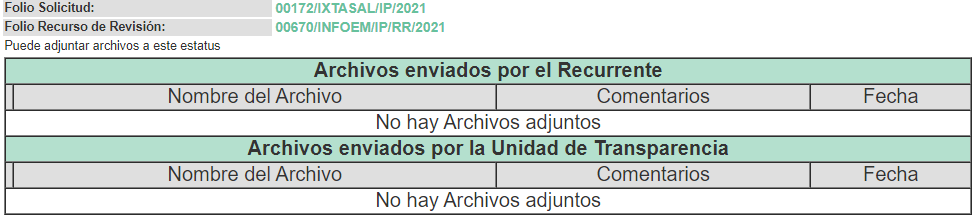 Folio Solicitud: 00172/IXTASAL/IP/2021
Folio Recurso de Revisión: 00670/INFOEM/IP/RR/2021
Puede adjuntar archivos a este estatus
Archivos enviados por el Recurrente
Nombre del Archivo Comentarios Fecha
No hay Archivos adjuntos
Archivos enviados por la Unidad de Transparencia
Nombre del Archivo Comentarios Fecha
No hay Archivos adjuntos